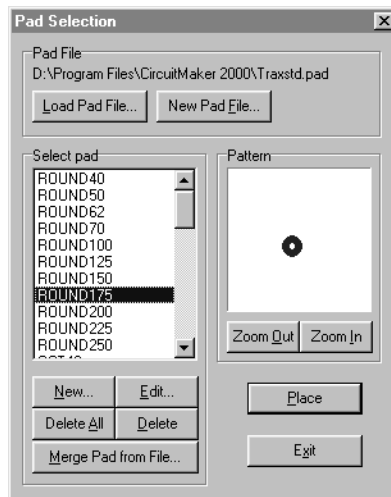 Pad Selection
Pad File
D:\Program Files\CircuitMaker 2000\Traxstd.pad
Load Pad File...
New Pad File...
Select pad
ROUND40
ROUND50
ROUND62
ROUND70
ROUND100
ROUND125
ROUND150
ROUND175
ROUND200
ROUND225
ROUND250
Pattern
Zoom Out
Zoom In
New...
Edit...
Delete All
Delete
Merge Pad from File...
Place
Exit